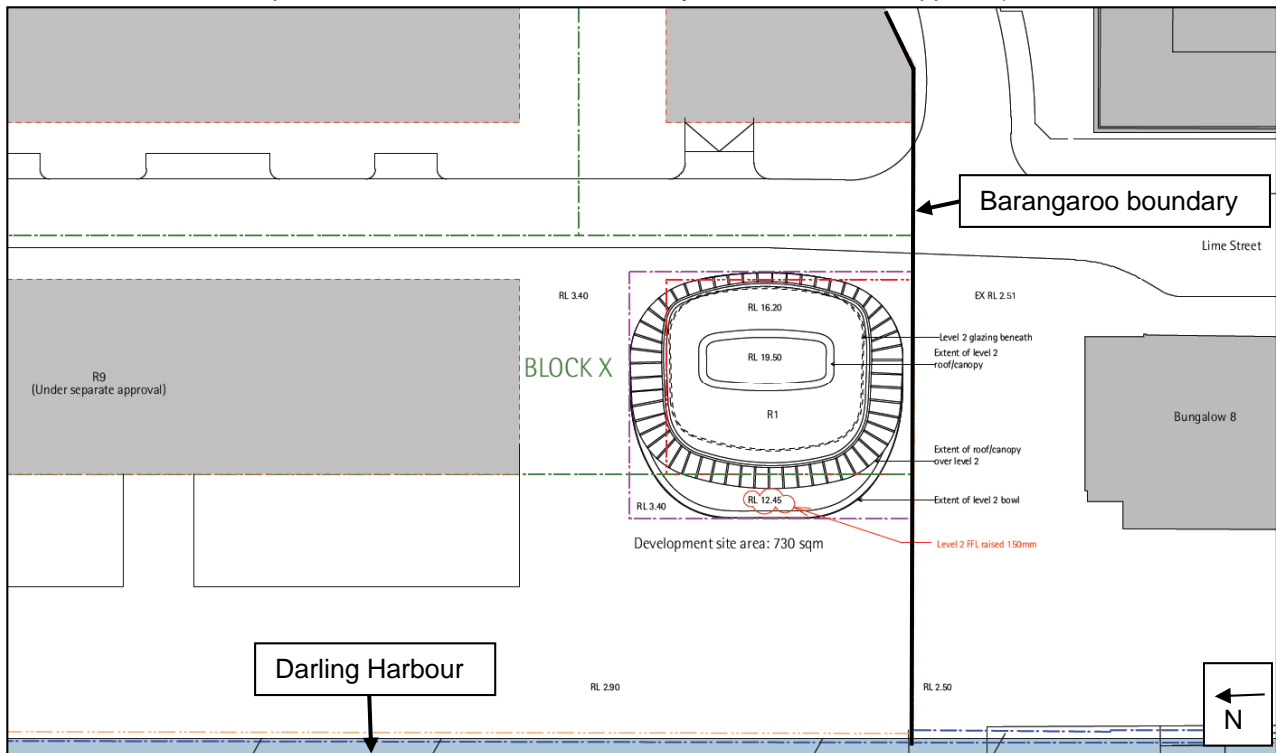 Barangaroo boundary
Lime Street
RL 3.40
RL 16.20
EX RL 2.51
Level 2 glazing beneath
Extent of level 2
roof/canopy
RL 19.50
BLOCK X
R9
(Under separate approval)
R1
Bungalow 8
Extent of roof/canopy
over level 2
RL 12.45
RL 3.40
Extent of level 2 bowl
Development site area: 730 sqm
Level 2 FFL raised 150mm
Darling Harbour
RL 2.90
RL 2.50
N